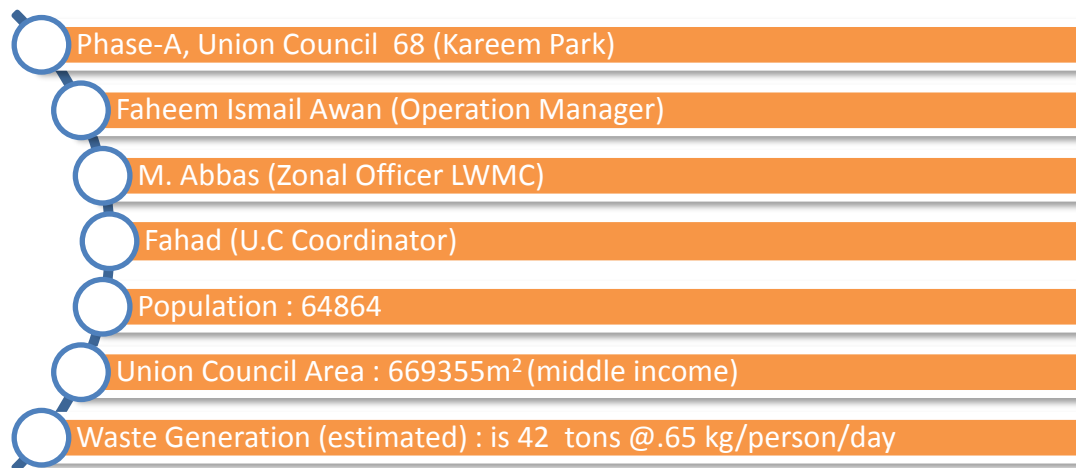 Phase-A, Union Council 68 (Kareem Park)
Faheem Ismail Awan (Operation Manager)
M. Abbas (Zonal Officer LWMC)
Fahad (U.C Coordinator)
Population : 64864
Union Council Area : 669355m² (middle income)
Waste Generation (estimated) : is 42 tons @.65 kg/person/day